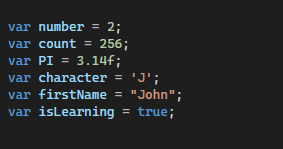 var number = 2;
var count = 256;
var PI = 3.14f;
var character = 'J';
var firstName = "John";
var isLearning = true;